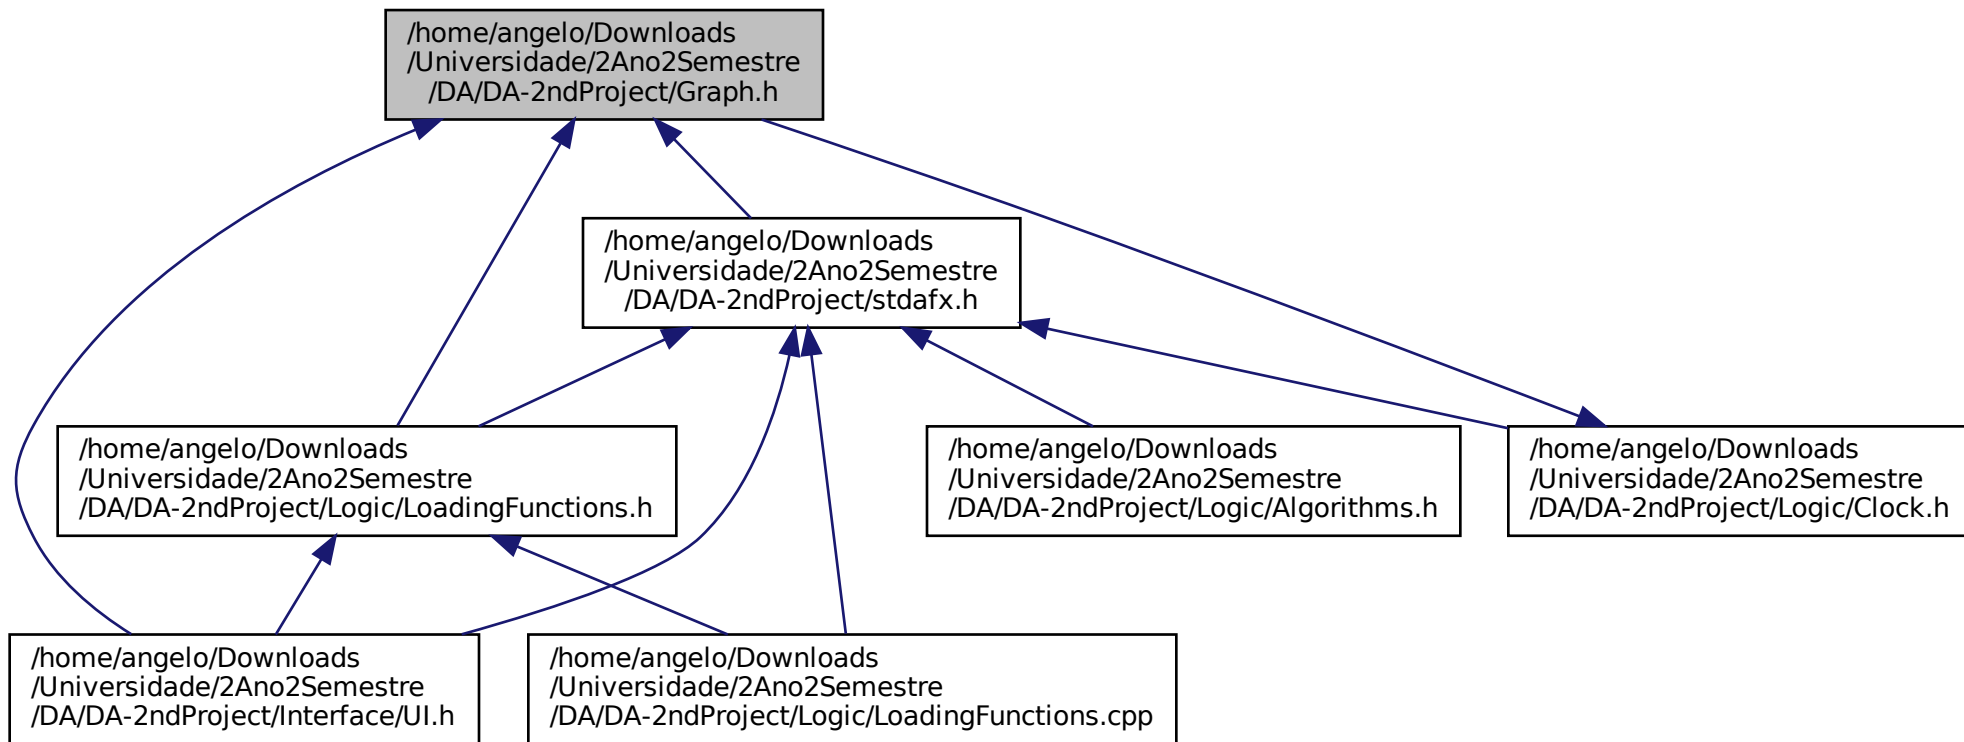 /home/angelo/Downloads
/Universidade/2Ano2Semestre
/DA/DA-2ndProject/Graph.h
/home/angelo/Downloads
/Universidade/2Ano2Semestre
/DA/DA-2ndProject/stdafx.h
/home/angelo/Downloads
/Universidade/2Ano2Semestre
/DA/DA-2ndProject/Logic/LoadingFunctions.h
/home/angelo/Downloads
/Universidade/2Ano2Semestre
/DA/DA-2ndProject/Logic/Algorithms.h
/home/angelo/Downloads
/Universidade/2Ano2Semestre
/DA/DA-2ndProject/Logic/Clock.h
/home/angelo/Downloads
/Universidade/2Ano2Semestre
/DA/DA-2ndProject/Interface/UI.h
/home/angelo/Downloads
/Universidade/2Ano2Semestre
/DA/DA-2ndProject/Logic/LoadingFunctions.cpp